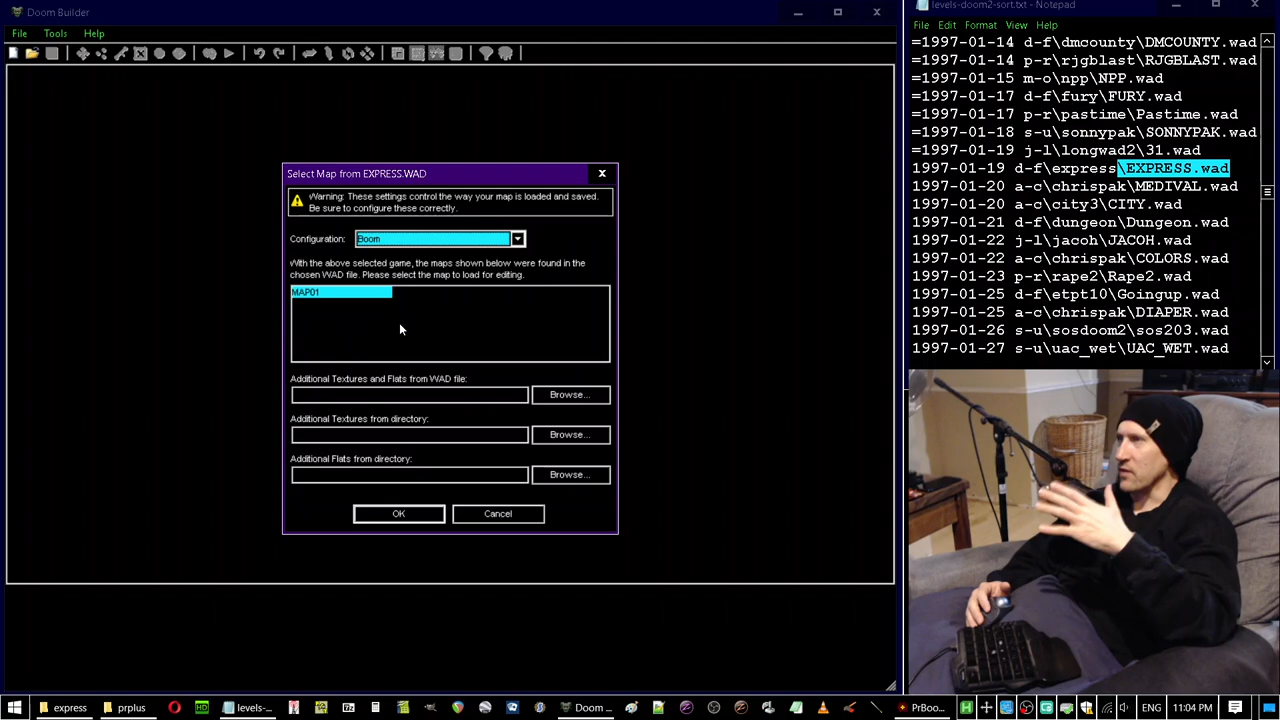 Doom Builder
File Tools Help
Select Map from EXPRESS.WAD
Warning: These settings control the way your map is loaded and saved.
Be sure to configure these correctly.
Configuration: Boom
With the above selected game, the maps shown below were found in the
chosen WAD file. Please select the map to load for editing.
MAP01
Additional Textures and Flats from WAD file:
Browse...
Additional Textures from directory:
Browse...
Additional Flats from directory:
Browse...
OK Cancel
levels-doom2-sort.txt - Notepad
File Edit Format View Help
=1997-01-14 d-f\dmcounty\DMCOUNTY.wad
=1997-01-14 p-r\rjgblast\RJGBLAST.wad
=1997-01-15 m-o\npp\NPP.wad
=1997-01-17 d-f\fury\FURY.wad
=1997-01-17 p-r\pastime\Pastime.wad
=1997-01-18 s-u\sonnypak\SONNYPAK.wad
=1997-01-19 j-l\longwad2\31.wad
1997-01-19 d-f\express\EXPRESS.wad
1997-01-20 a-c\chrispak\MEDIVAL.wad
1997-01-20 a-c\city3\CITY.wad
1997-01-21 d-f\dungeon\Dungeon.wad
1997-01-22 j-l\jacoh\JACOH.wad
1997-01-22 a-c\chrispak\COLORS.wad
1997-01-23 p-r\rape2\Rape2.wad
1997-01-25 d-f\etpt10\Goingup.wad
1997-01-25 a-c\chrispak\DIAPER.wad
1997-01-26 s-u\sosdoom2\sos203.wad
1997-01-27 s-u\uac_wet\UAC_WET.wad
express prplus HD levels-... Doom ... PrBoo... ENG 11:04 PM